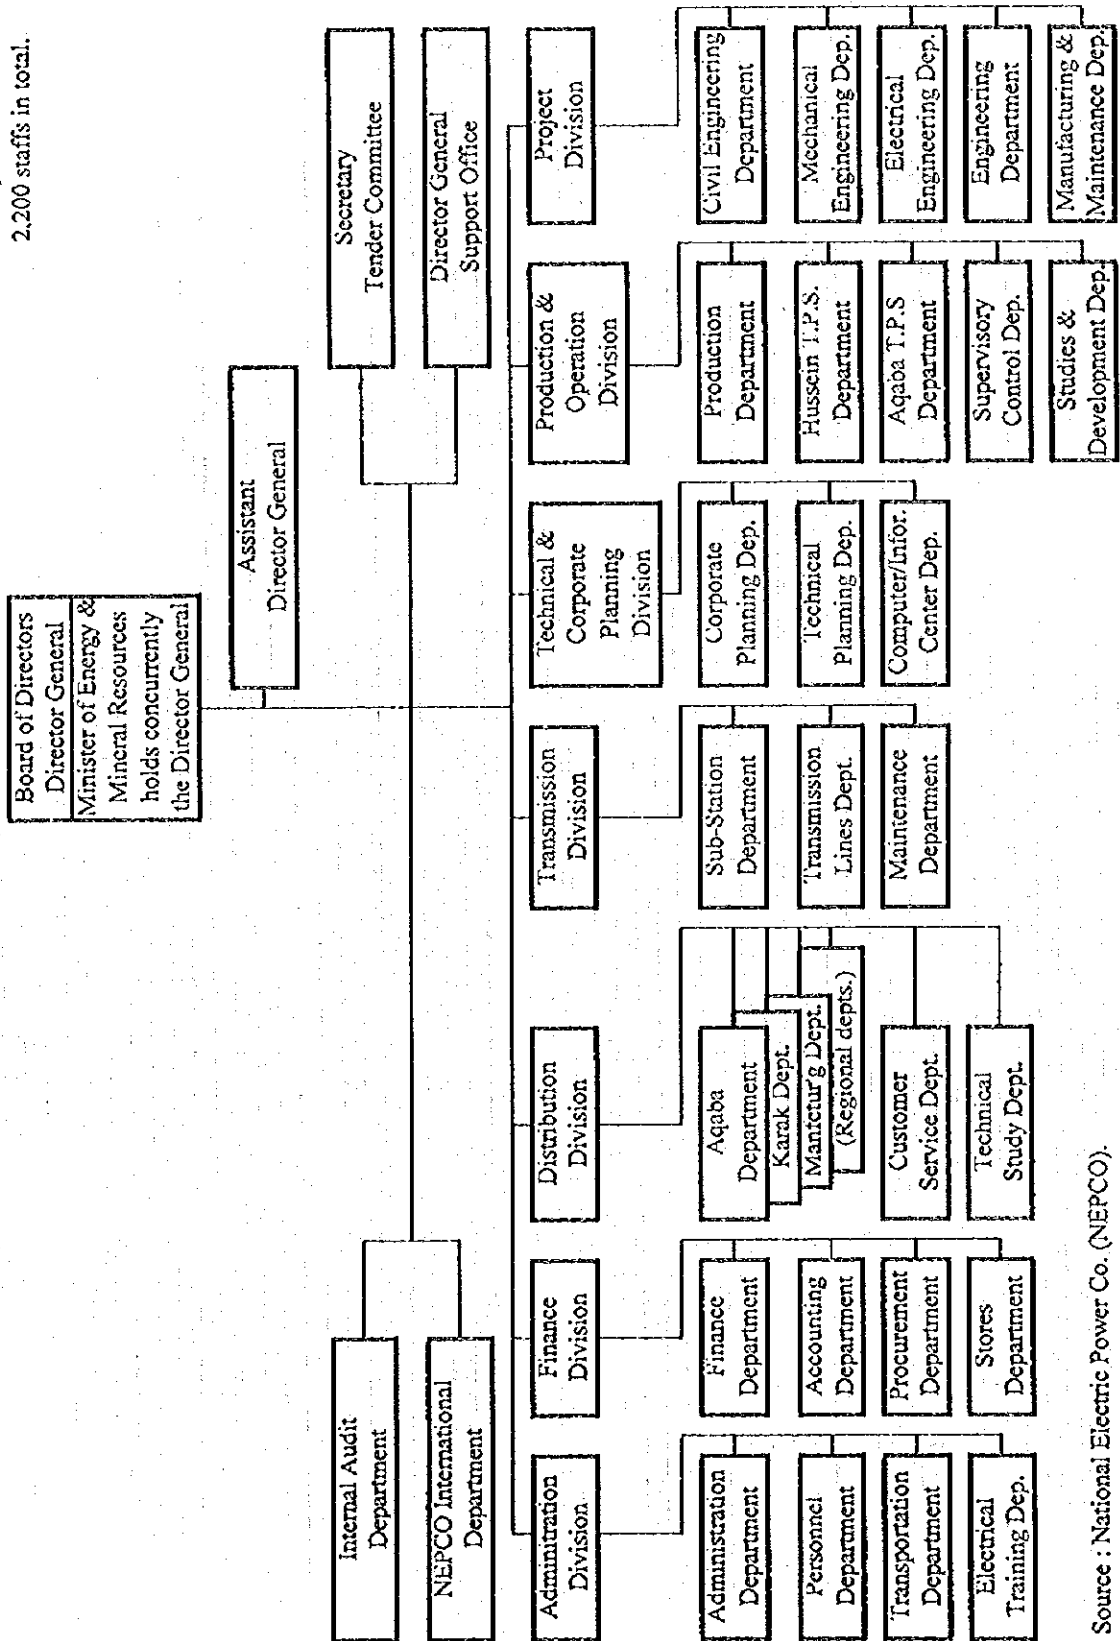 2,200 staffs in total.
Board of Directors
Director General
Minister of Energy &
Mineral Resources
holds concurrently
the Director General
Assistant
Director General
Internal Audit
Department
NEPCO International
Department
Secretary
Tender Committee
Director General
Support Office
Adminitration
Division
Finance
Division
Distribution
Division
Transmission
Division
Technical &
Corporate
Planning
Division
Production &
Operation
Division
Project
Division
Administration
Department
Personnel
Department
Transportation
Department
Electrical
Training Dep.
Finance
Department
Accounting
Department
Procurement
Department
Stores
Department
Aqaba
Department
Karak Dept.
Manfctur'g Dept.
(Regional depts.)
Customer
Service Dept.
Technical
Study Dept.
Sub-Station
Department
Transmission
Lines Dept.
Maintenance
Department
Corporate
Planning Dep.
Technical
Planning Dep.
Computer/Infor.
Center Dep.
Production
Department
Hussein T.P.S.
Department
Aqaba T.P.S
Department
Supervisory
Control Dep.
Studies &
Development Dep.
Civil Engineering
Department
Mechanical
Engineering Dep.
Electrical
Engineering Dep.
Engineering
Department
Manufacturing &
Maintenance Dep.
Source : National Electric Power Co. (NEPCO).